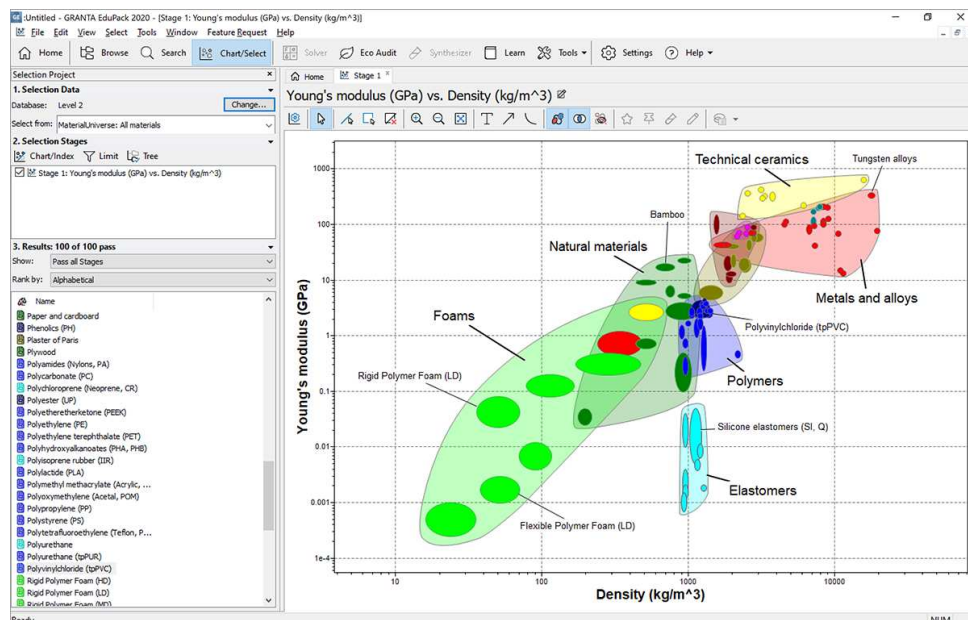 :Untitled - GRANTA EduPack 2020 - [Stage 1: Young's modulus (GPa) vs. Density (kg/m^3)]
File Edit View Select Tools Window Feature Request Help
Home Browse Search Chart/Select Solver Eco Audit Synthesizer Learn Tools Settings Help
Selection Project
1. Selection Data
Database: Level 2 Change...
Select from: MaterialUniverse: All materials
2. Selection Stages
Chart/Index Limit Tree
Stage 1: Young's modulus (GPa) vs. Density (kg/m^3)
3. Results: 100 of 100 pass
Show: Pass all Stages
Rank by: Alphabetical
Name
Paper and cardboard
Phenolics (PH)
Plaster of Paris
Plywood
Polyamides (Nylons, PA)
Polycarbonate (PC)
Polychloroprene (Neoprene, CR)
Polyester (UP)
Polyetheretherketone (PEEK)
Polyethylene (PE)
Polyethylene terephthalate (PET)
Polyhydroxyalkanoates (PHA, PHB)
Polyisoprene rubber (IIR)
Polylactide (PLA)
Polymethyl methacrylate (Acrylic, ...
Polyoxymethylene (Acetal, POM)
Polypropylene (PP)
Polystyrene (PS)
Polytetrafluoroethylene (Teflon, P...
Polyurethane
Polyurethane (tpPUR)
Polyvinylchloride (tpPVC)
Rigid Polymer Foam (HD)
Rigid Polymer Foam (LD)
Rigid Polymer Foam (MD)
Ready
Home Stage 1
Young's modulus (GPa) vs. Density (kg/m^3)
Young's modulus (GPa)
1000
100
10
1
0.1
0.01
0.001
1e-4
Technical ceramics
Tungsten alloys
Bamboo
Natural materials
Metals and alloys
Foams
Polyvinylchloride (tpPVC)
Rigid Polymer Foam (LD)
Polymers
Silicone elastomers (SI, Q)
Elastomers
Flexible Polymer Foam (LD)
10
100
1000
10000
Density (kg/m^3)
NUM